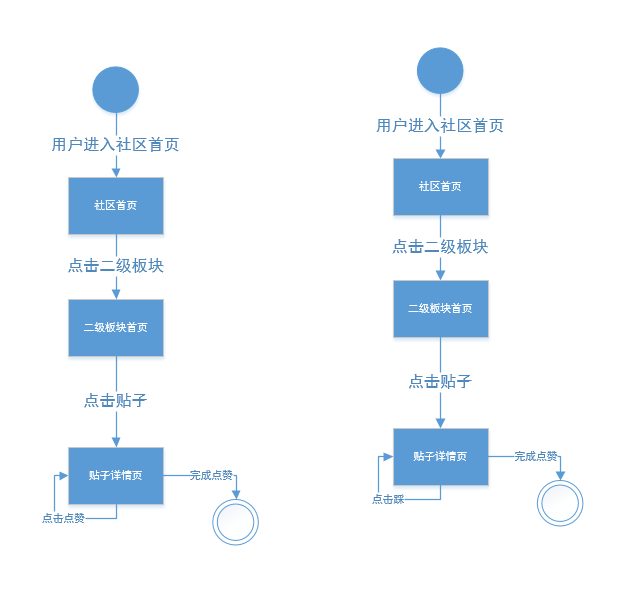 用户进入社区首页
社区首页
点击二级板块
二级板块首页
点击贴子
贴子详情页
完成点赞
点击点赞
用户进入社区首页
社区首页
点击二级板块
二级板块首页
点击贴子
贴子详情页
完成点赞
点击踩